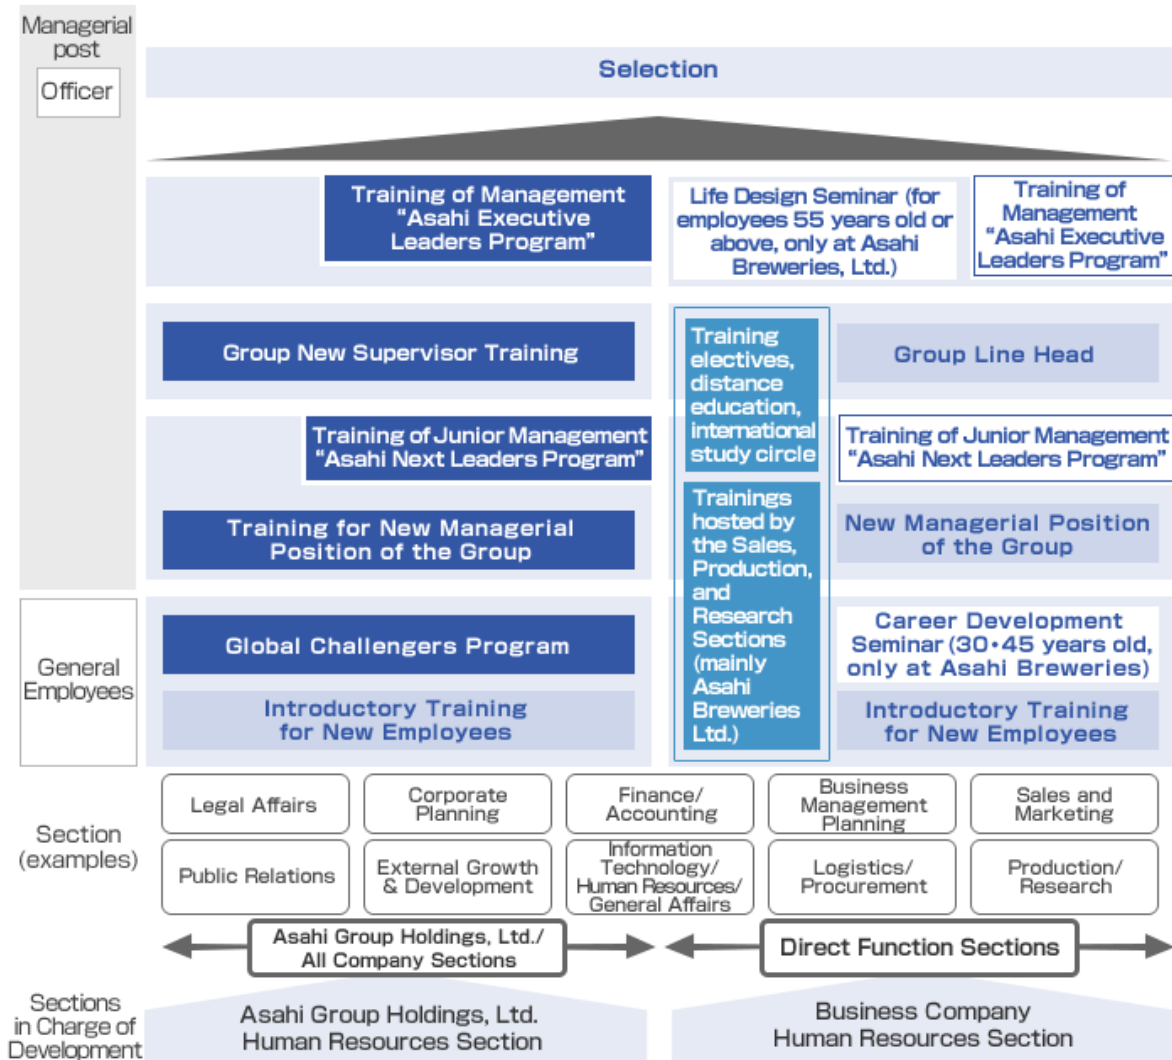 Managerial
post
Officer
Selection
Training of Management
“Asahi Executive
Leaders Program”
Life Design Seminar (for
employees 55 years old or
above, only at Asahi
Breweries, Ltd.)
Training of
Management
“Asahi Executive
Leaders Program”
Group New Supervisor Training
Training
electives,
distance
education,
international
study circle
Group Line Head
Training of Junior Management
“Asahi Next Leaders Program”
Training of Junior Management
“Asahi Next Leaders Program”
Training for New Managerial
Position of the Group
Trainings
hosted by
the Sales,
Production,
and
Research
Sections
(mainly
Asahi
Breweries
Ltd.)
New Managerial Position
of the Group
General
Employees
Global Challengers Program
Career Development
Seminar (30・45 years old,
only at Asahi Breweries)
Introductory Training
for New Employees
Introductory Training
for New Employees
Section
(examples)
Legal Affairs
Corporate
Planning
Finance/
Accounting
Business
Management
Planning
Sales and
Marketing
Public Relations
External Growth
& Development
Information
Technology/
Human Resources/
General Affairs
Logistics/
Procurement
Production/
Research
Asahi Group Holdings, Ltd./
All Company Sections
Direct Function Sections
Sections
in Charge of
Development
Asahi Group Holdings, Ltd.
Human Resources Section
Business Company
Human Resources Section